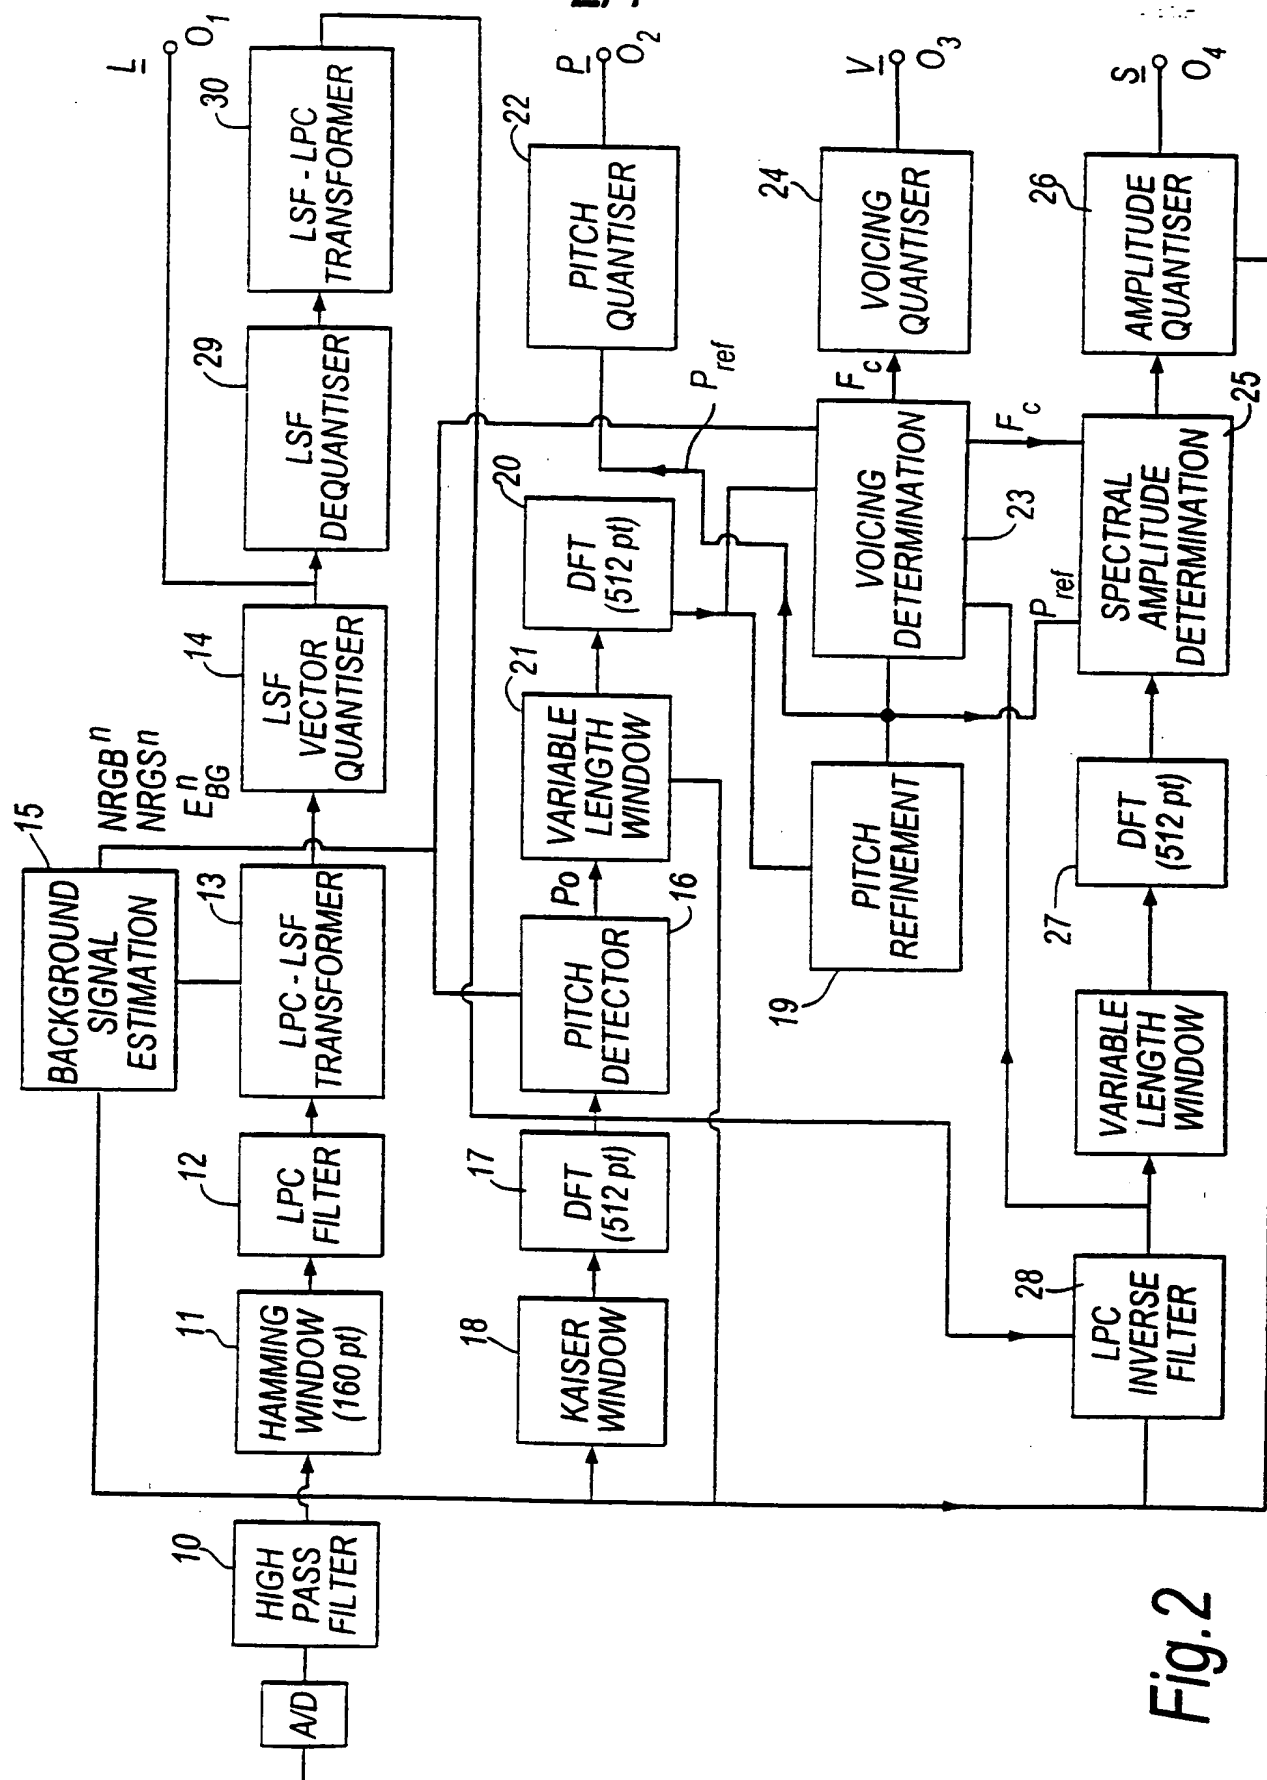 A/D
10
HIGH
PASS
FILTER
11
HAMMING
WINDOW
(160 pt)
12
LPC
FILTER
13
LPC - LSF
TRANSFORMER
14
LSF
VECTOR
QUANTISER
29
LSF
DEQUANTISER
30
LSF - LPC
TRANSFORMER
L
O1
15
BACKGROUND
SIGNAL
ESTIMATION
NRGB^n
NRGS^n
E^n_BG
18
KAISER
WINDOW
17
DFT
(512 pt)
16
PITCH
DETECTOR
Po
21
VARIABLE
LENGTH
WINDOW
20
DFT
(512 pt)
22
PITCH
QUANTISER
P
O2
P_ref
19
PITCH
REFINEMENT
23
VOICING
DETERMINATION
F_c
24
VOICING
QUANTISER
V
O3
28
LPC
INVERSE
FILTER
VARIABLE
LENGTH
WINDOW
27
DFT
(512 pt)
P_ref
F_c
25
SPECTRAL
AMPLITUDE
DETERMINATION
26
AMPLITUDE
QUANTISER
S
O4
Fig.2